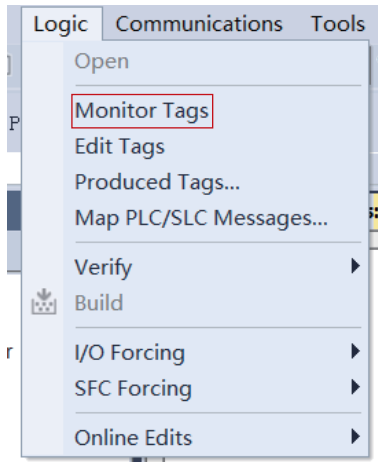 Logic Communications Tools
Open
Monitor Tags
Edit Tags
Produced Tags...
Map PLC/SLC Messages...
Verify
Build
I/O Forcing
SFC Forcing
Online Edits